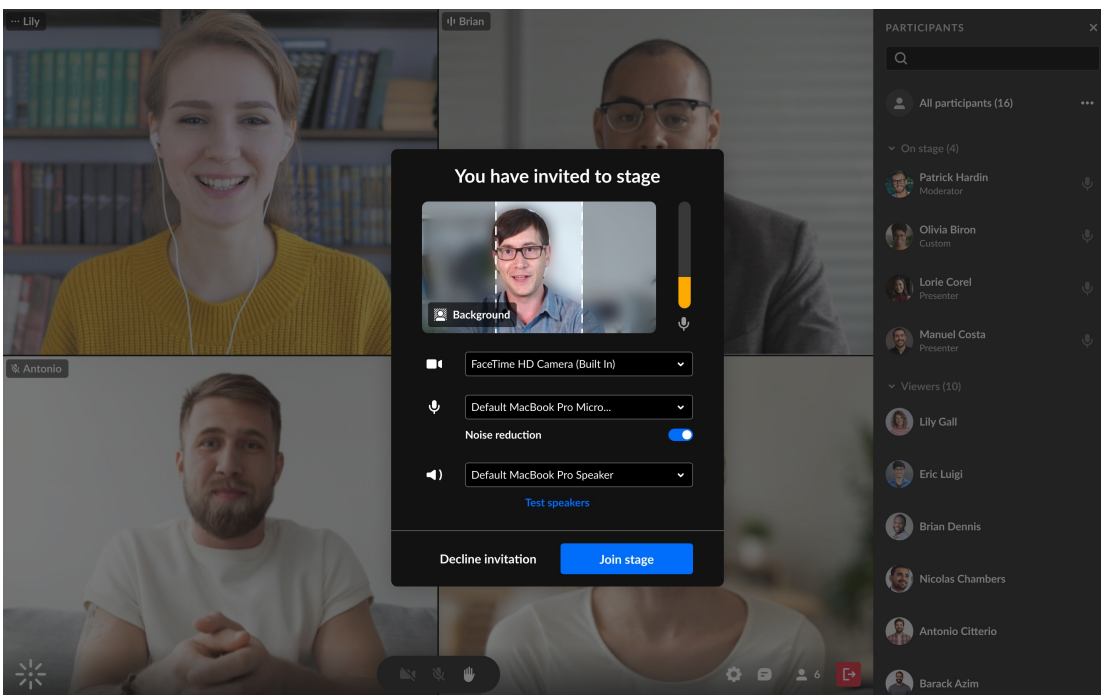 Lily
Brian
PARTICIPANTS
All participants (16)
On stage (4)
Patrick Hardin
Moderator
Olivia Biron
Custom
Lorie Corel
Presenter
Manuel Costa
Presenter
Viewers (10)
Lily Gall
Eric Luigi
Brian Dennis
Nicolas Chambers
Antonio Citterio
Barack Azim
You have invited to stage
Background
FaceTime HD Camera (Built In)
Default MacBook Pro Micro...
Noise reduction
Default MacBook Pro Speaker
Test speakers
Decline invitation
Join stage
Antonio
6